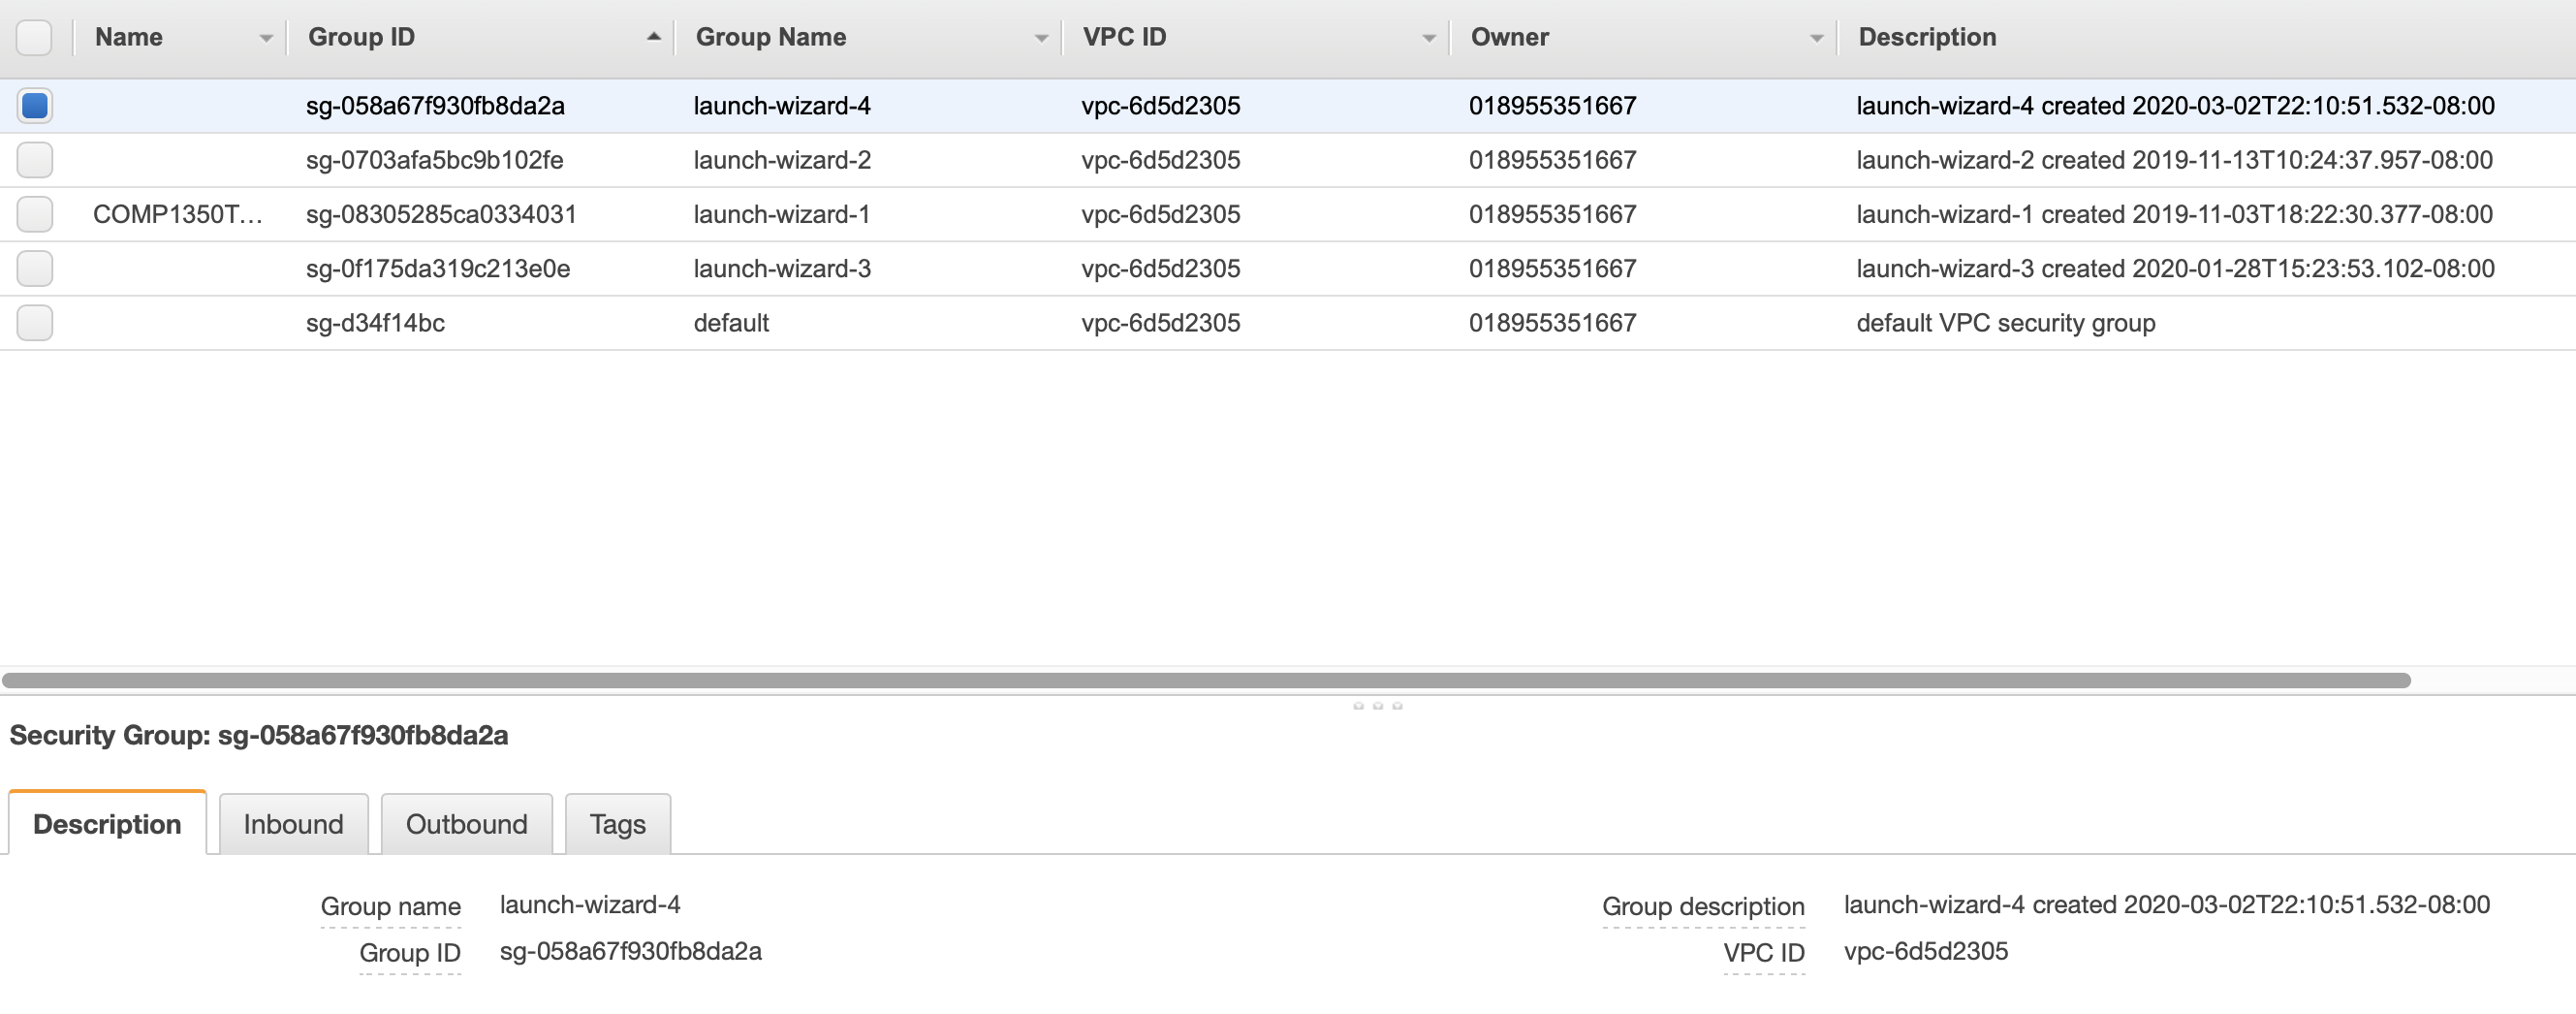 Name Group ID Group Name VPC ID Owner Description
sg-058a67f930fb8da2a launch-wizard-4 vpc-6d5d2305 018955351667 launch-wizard-4 created 2020-03-02T22:10:51.532-08:00
sg-0703afa5bc9b102fe launch-wizard-2 vpc-6d5d2305 018955351667 launch-wizard-2 created 2019-11-13T10:24:37.957-08:00
COMP1350T... sg-08305285ca0334031 launch-wizard-1 vpc-6d5d2305 018955351667 launch-wizard-1 created 2019-11-03T18:22:30.377-08:00
sg-0f175da319c213e0e launch-wizard-3 vpc-6d5d2305 018955351667 launch-wizard-3 created 2020-01-28T15:23:53.102-08:00
sg-d34f14bc default vpc-6d5d2305 018955351667 default VPC security group
Security Group: sg-058a67f930fb8da2a
Description Inbound Outbound Tags
Group name launch-wizard-4 Group description launch-wizard-4 created 2020-03-02T22:10:51.532-08:00
Group ID sg-058a67f930fb8da2a VPC ID vpc-6d5d2305